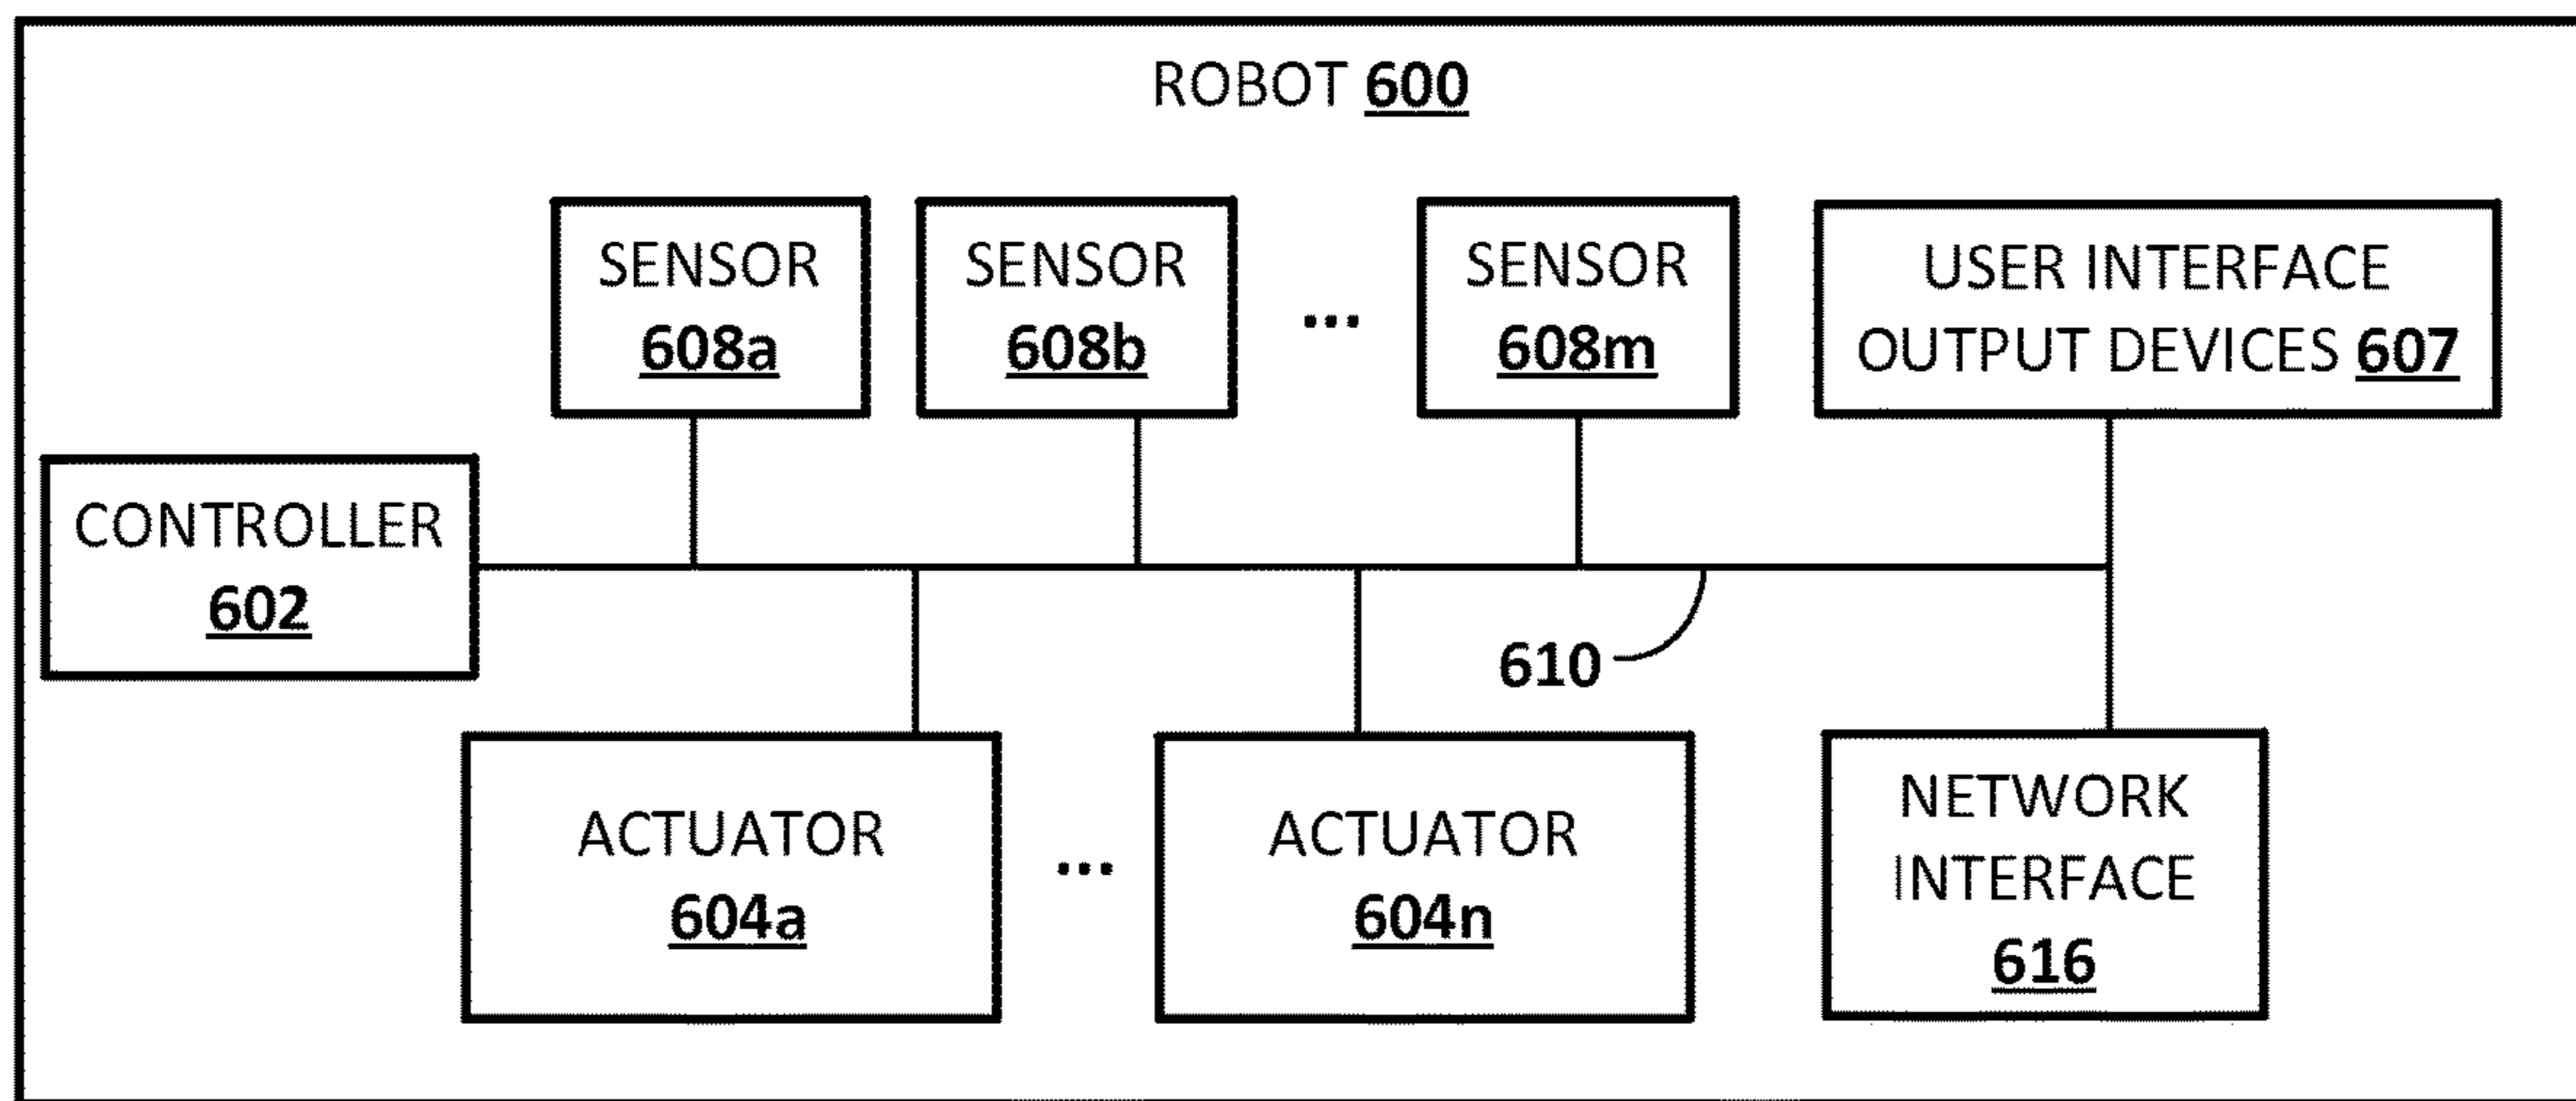 ROBOT 600
SENSOR
608a
SENSOR
608b
...
SENSOR
608m
USER INTERFACE
OUTPUT DEVICES 607
CONTROLLER
602
610
ACTUATOR
604a
...
ACTUATOR
604n
NETWORK
INTERFACE
616